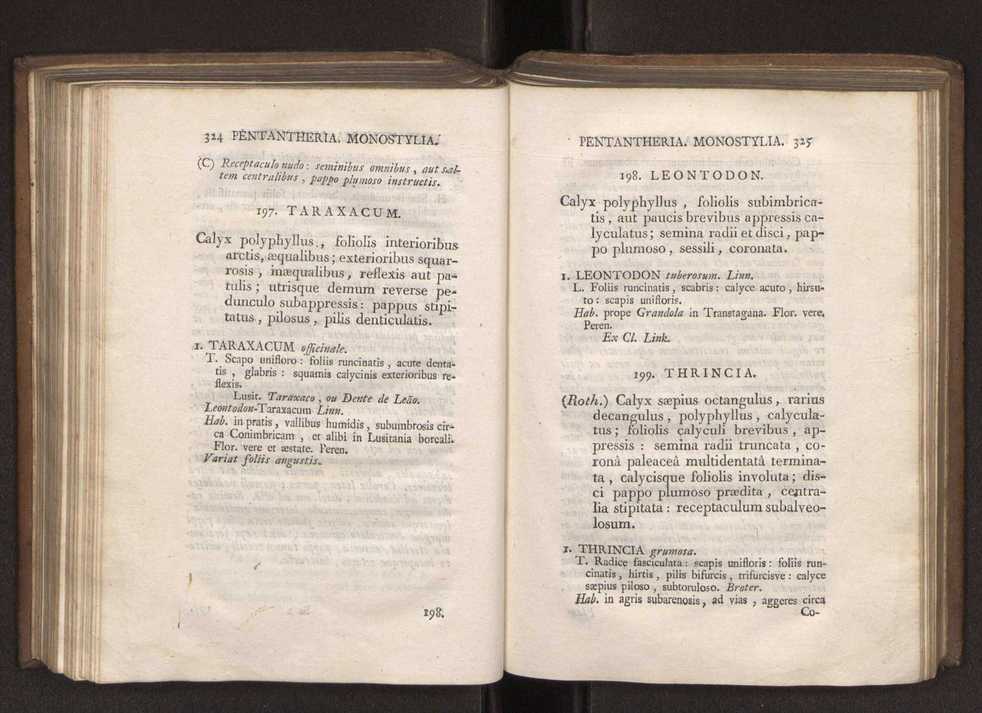 324 PENTANTHERIA. MONOSTYLIA.
(C) Receptaculo nudo: seminibus omnibus, aut sal-
tem centralibus, pappo plumoso instructis.
197. TARAXACUM.
Calyx polyphyllus, foliolis interioribus
arctis, æqualibus; exterioribus squar-
rosis, inæqualibus, reflexis aut pa-
tulis; utrisque demum reverse pe-
dunculo subappressis: pappus stipi-
tatus, pilosus, pilis denticulatis.
1. TARAXACUM officinale.
T. Scapo unifloro: foliis runcinatis, acute denta-
tis, glabris: squamis calycinis exterioribus re-
flexis.
Lusit. Taraxaco, ou Dente de Leão.
Leontodon-Taraxacum Linn.
Hab. in pratis, vallibus humidis, subumbrosis cir-
ca Conimbricam, et alibi in Lusitania boreali.
Flor. vere et æstate. Peren.
Variat foliis angustis.
198.
PENTANTHERIA. MONOSTYLIA. 325
198. LEONTODON.
Calyx polyphyllus, foliolis subimbrica-
tis, aut paucis brevibus appressis ca-
lyculatus; semina radii et disci, pap-
po plumoso, sessili, coronata.
1. LEONTODON tuberosum. Linn.
L. Foliis runcinatis, scabris: calyce acuto, hirsu-
to: scapis unifloris.
Hab. prope Grandola in Transtagana. Flor. vere.
Peren.
Ex Cl. Link.
199. THRINCIA.
(Roth.) Calyx sæpius octangulus, rarius
decangulus, polyphyllus, calycula-
tus; foliolis calyculi brevibus, ap-
pressis: semina radii truncata, co-
ronâ paleaceâ multidentatâ termina-
ta, calycisque foliolis involuta; dis-
ci pappo plumoso prædita, centra-
lia stipitata: receptaculum subalveo-
losum.
1. THRINCIA grumosa.
T. Radice fasciculata: scapis unifloris: foliis run-
cinatis, hirtis, pilis bifurcis, trifurcisve: calyce
sæpius piloso, subtoruloso. Broter.
Hab. in agris subarenosis, ad vias, aggeres circa
Co-